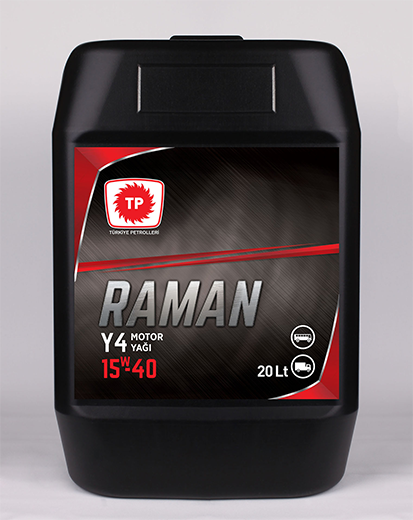 TP
TÜRKİYE PETROLLERİ
RAMAN
Y4 MOTOR
YAĞI
15W-40
20 Lt